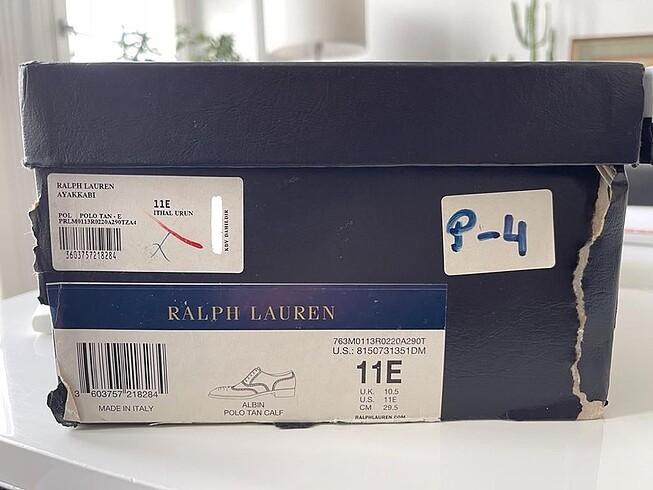 RALPH LAUREN
AYAKKABI
11E
ITHAL URUN
POL POLO TAN - E
PRLM0113R0220A290TZA4
3603757218284
KDV DAHILDIR
P-4
RALPH LAUREN
763M0113R0220A290T
U.S.: 8150731351DM
11E
U.K. 10.5
U.S. 11E
CM 29.5
RALPHLAUREN.COM
3 603757 218284
MADE IN ITALY
ALBIN
POLO TAN CALF